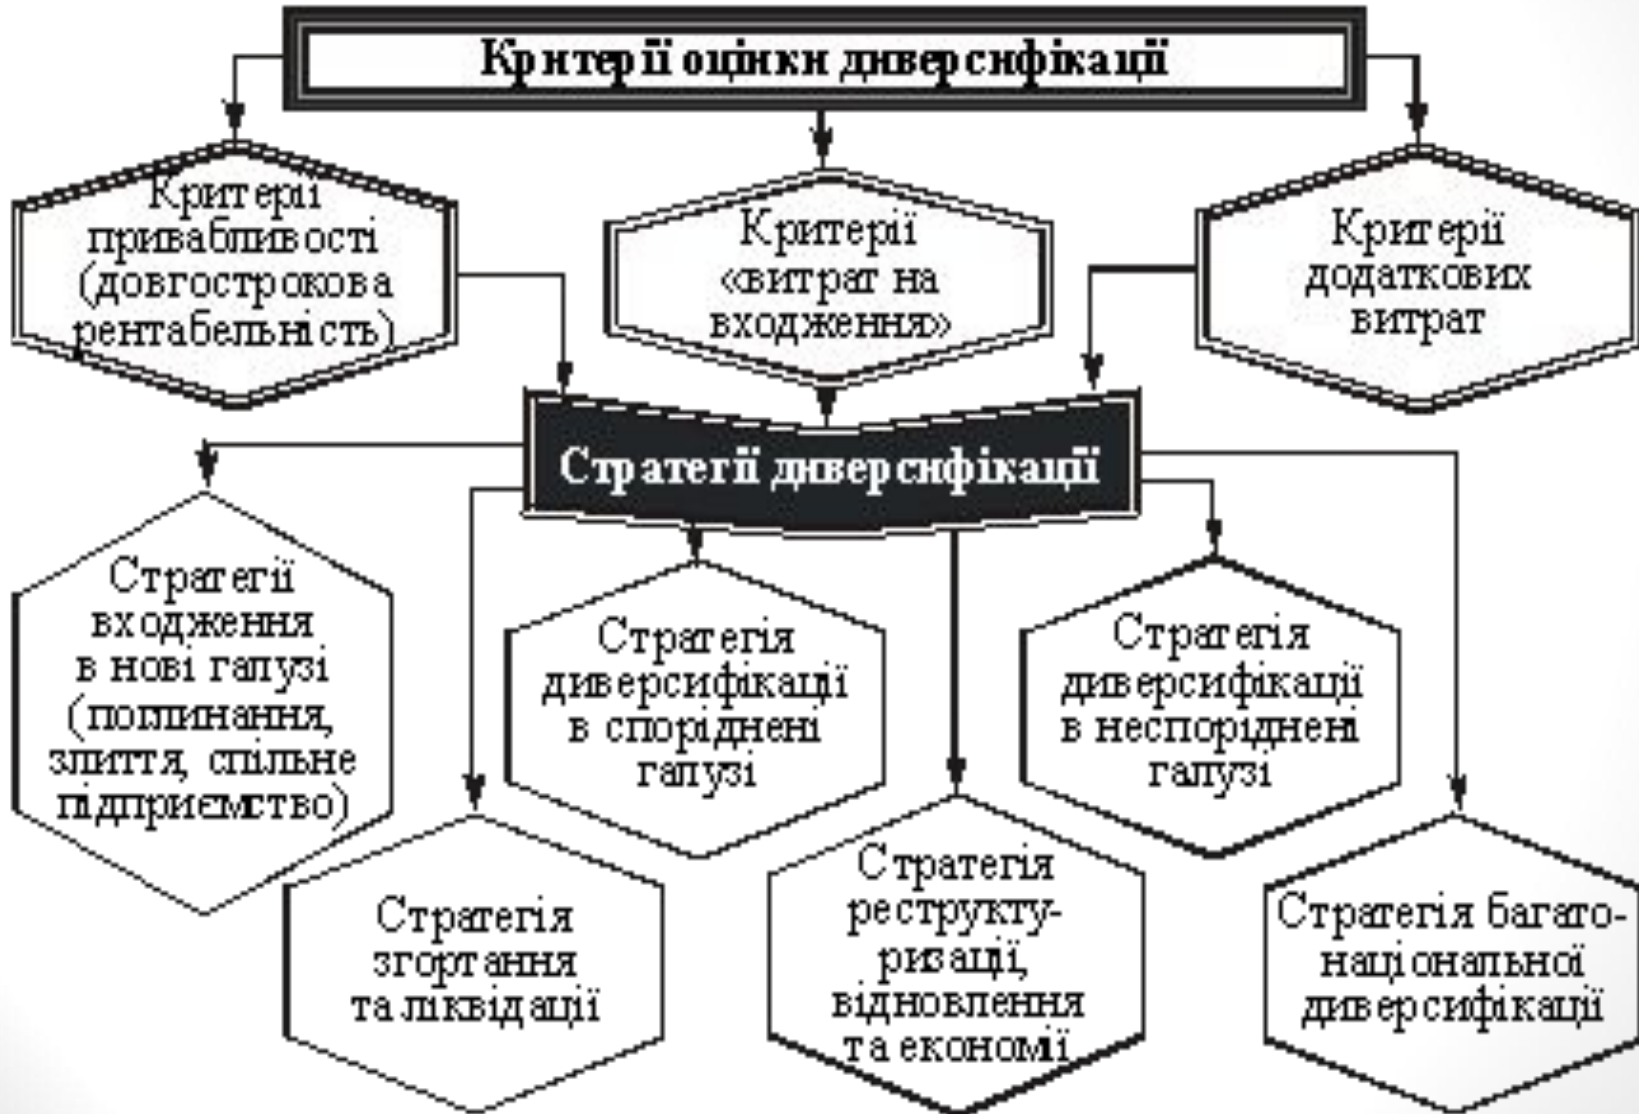 Критерії оцінки диверсифікації
Критерії
привабливості
(довгострокова
рентабельність)
Критерії
«витрат на
входження»
Критерії
додаткових
витрат
Стратегії диверсифікації
Стратегії
входження
в нові галузі
(поглинання,
злиття, спільне
підприємство)
Стратегія
диверсифікації
в споріднені
галузі
Стратегія
диверсифікації
в неспоріднені
галузі
Стратегія
згортання
та ліквідації
Стратегія
реструкту-
ризації,
відновлення
та економії
Стратегія багато-
національної
диверсифікації